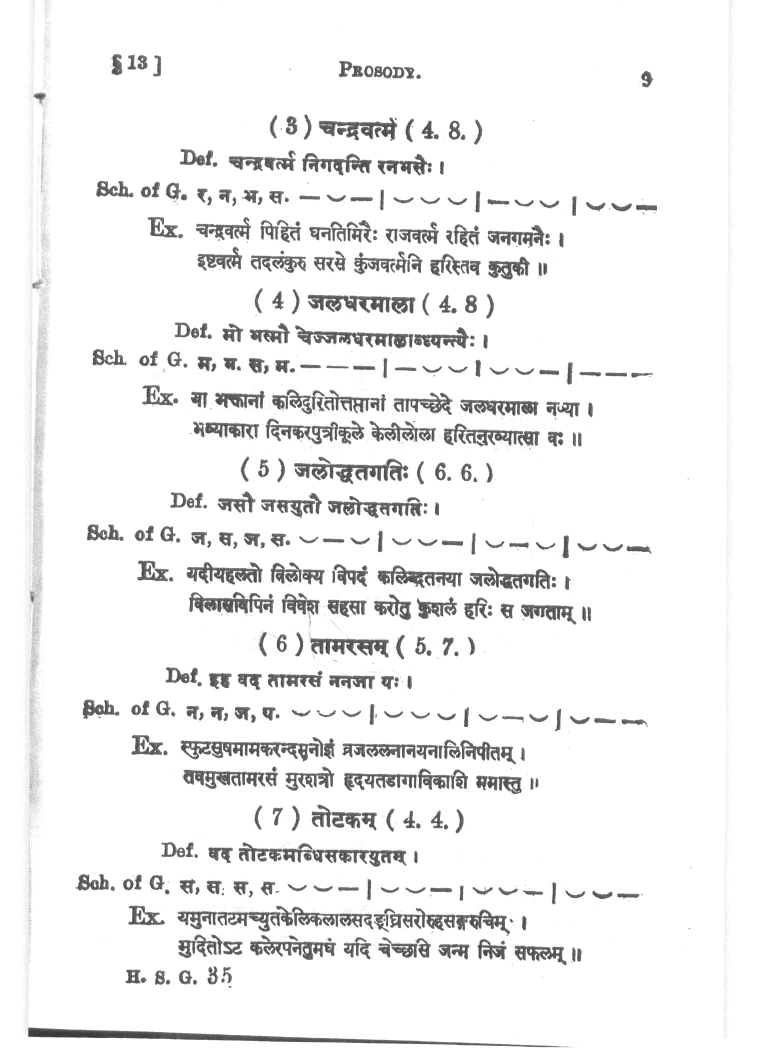 § 13 ] PROSODY. 9
( 3 ) चन्द्रवर्त्म ( 4. 8. )
Def. चन्द्रवर्त्म निगदन्ति रनभसैः ।
Sch. of G. र, न, भ, स. — ⏑ — | ⏑ ⏑ ⏑ | — ⏑ ⏑ | ⏑ ⏑ —
Ex. चन्द्रवर्त्म पिहितं घनतिमिरैः राजवर्त्म रहितं जनगमनैः ।
इष्टवर्त्म तदलंकुरु सरसे कुंजवर्त्मनि हरिस्तव कुतुकी ॥
( 4 ) जलधरमाला ( 4. 8 )
Def. मो भस्मौ चेज्जलधरमालाब्ध्यन्त्यैः ।
Sch. of G. म, भ. स, म. — — — | — ⏑ ⏑ | ⏑ ⏑ — | — — —
Ex. या भक्तानां कलिदुरितोत्तप्तानां तापच्छेदे जलधरमाला नव्या ।
भव्याकारा दिनकरपुत्रीकूले केलीलोला हरितनुरव्यात्सा वः ॥
( 5 ) जलोद्धतगतिः ( 6. 6. )
Def. जसौ जसयुतौ जलोद्धतगतिः ।
Sch. of G. ज, स, ज, स. ⏑ — ⏑ | ⏑ ⏑ — | ⏑ — ⏑ | ⏑ ⏑ —
Ex. यदीयहलतो विलोक्य विपदं कलिन्दतनया जलोद्धतगतिः ।
विलासविपिनं विवेश सहसा करोतु कुशलं हरिः स जगताम् ॥
( 6 ) तामरसम् ( 5. 7. )
Def. इह वद तामरसं ननजा यः ।
Sch. of G. न, न, ज, य. ⏑ ⏑ ⏑ | ⏑ ⏑ ⏑ | ⏑ — ⏑ | ⏑ — —
Ex. स्फुटसुषमामकरन्दमनोज्ञं व्रजललनानयनालिनिपीतम् ।
तवमुखतामरसं मुरशत्रो हृदयतडागाविकाशि ममास्तु ॥
( 7 ) तोटकम् ( 4. 4. )
Def. वद तोटकमब्धिसकारयुतम् ।
Sch. of G. स, स, स, स. ⏑ ⏑ — | ⏑ ⏑ — | ⏑ ⏑ — | ⏑ ⏑ —
Ex. यमुनातटमच्युतकेलिकलालसदङ्घ्रिसरोरुहसङ्गरुचिम् ।
मुदितोऽट कलेरपनेतुमघं यदि चेच्छसि जन्म निजं सफलम् ॥
H. S. G. 35